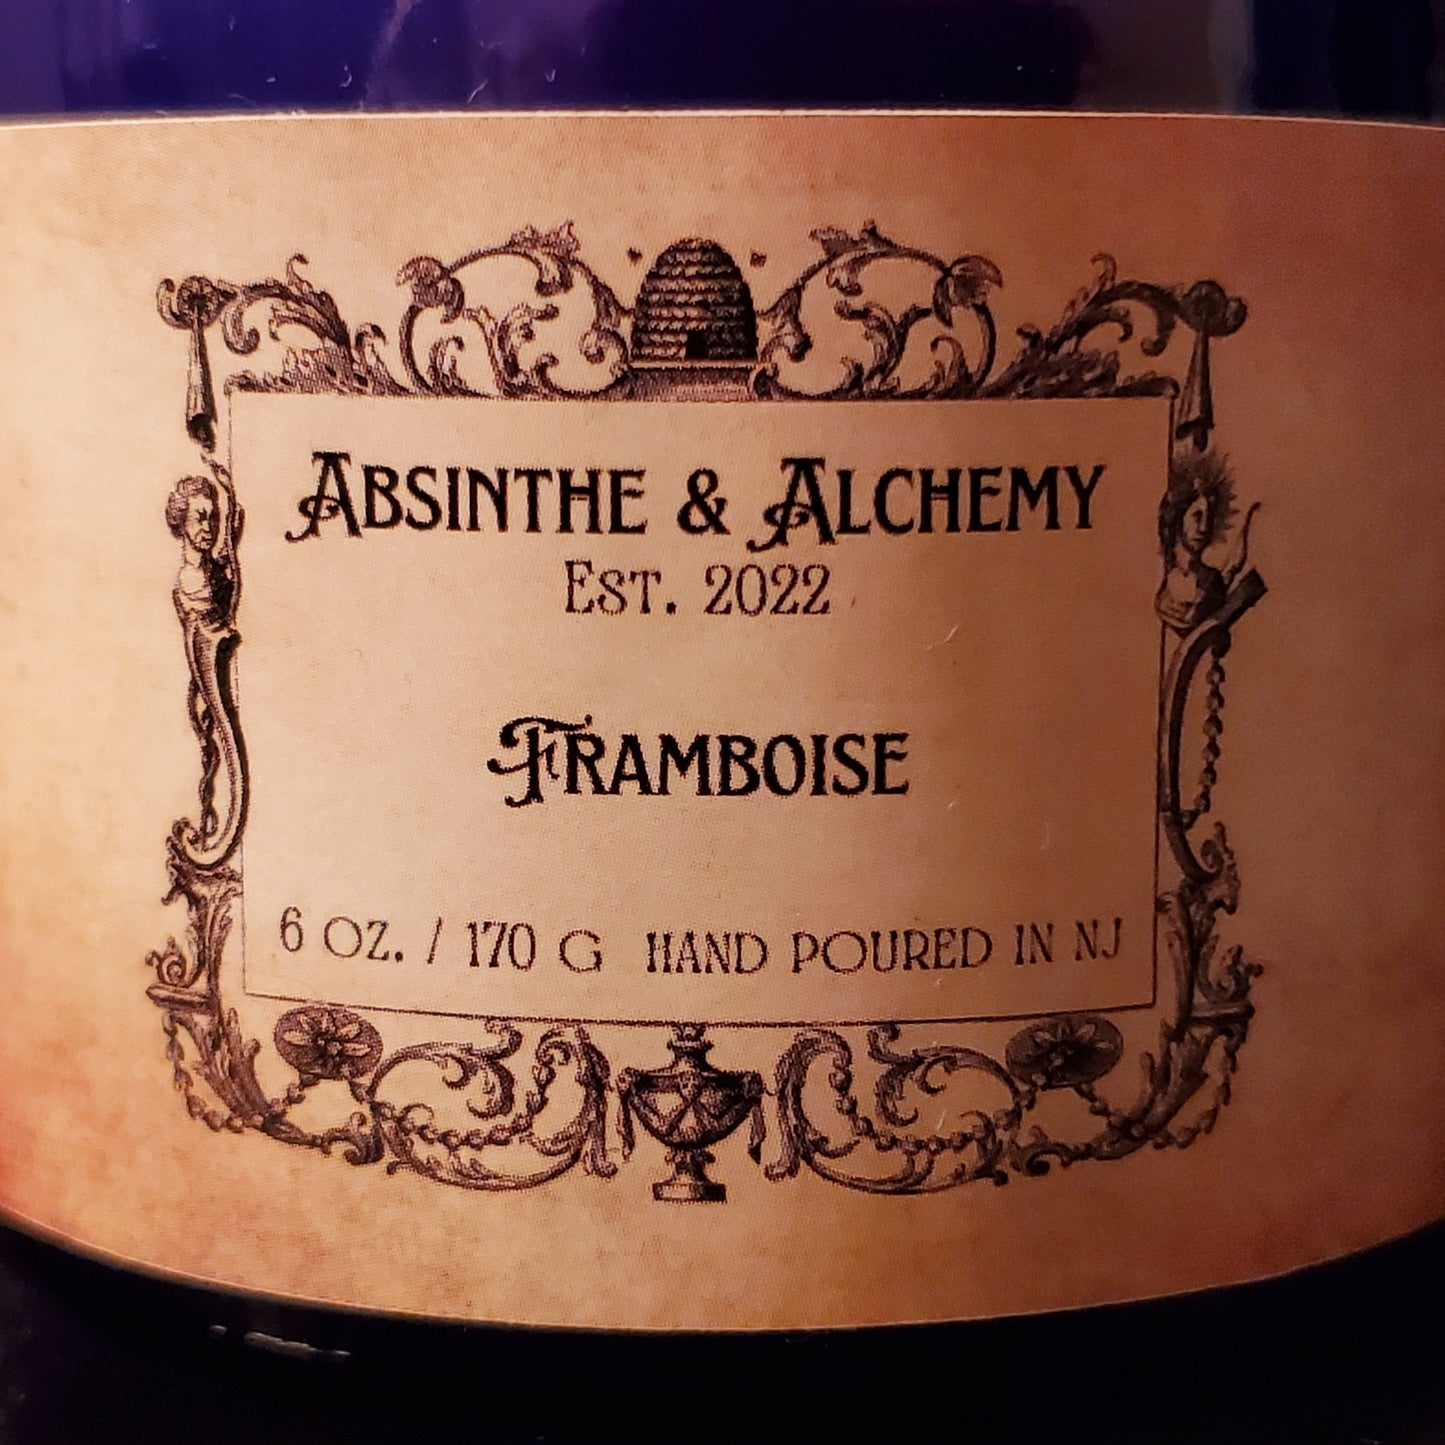 Absinthe & Alchemy
Est. 2022
Framboise
6 oz. / 170 g hand poured in NJ